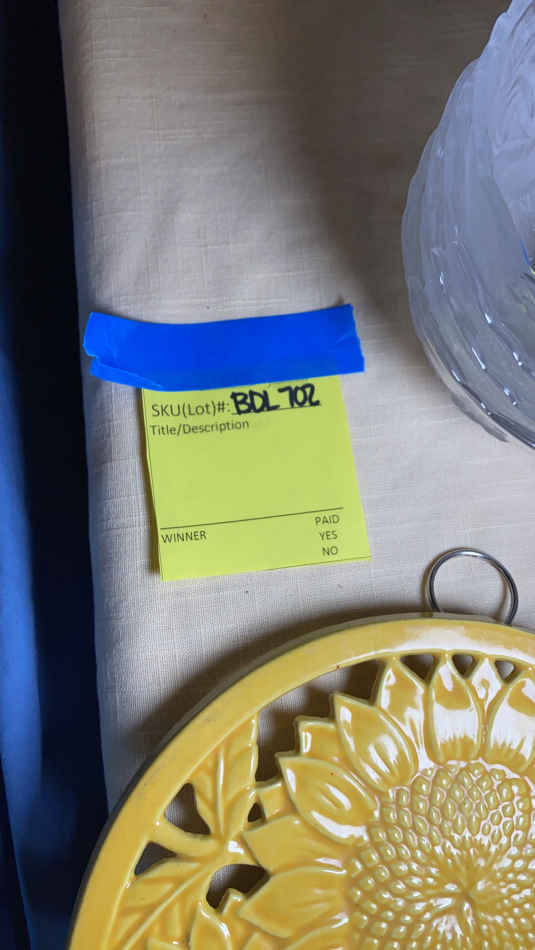 SKU(Lot)#: BDL 702
Title/Description
WINNER
PAID
YES
NO